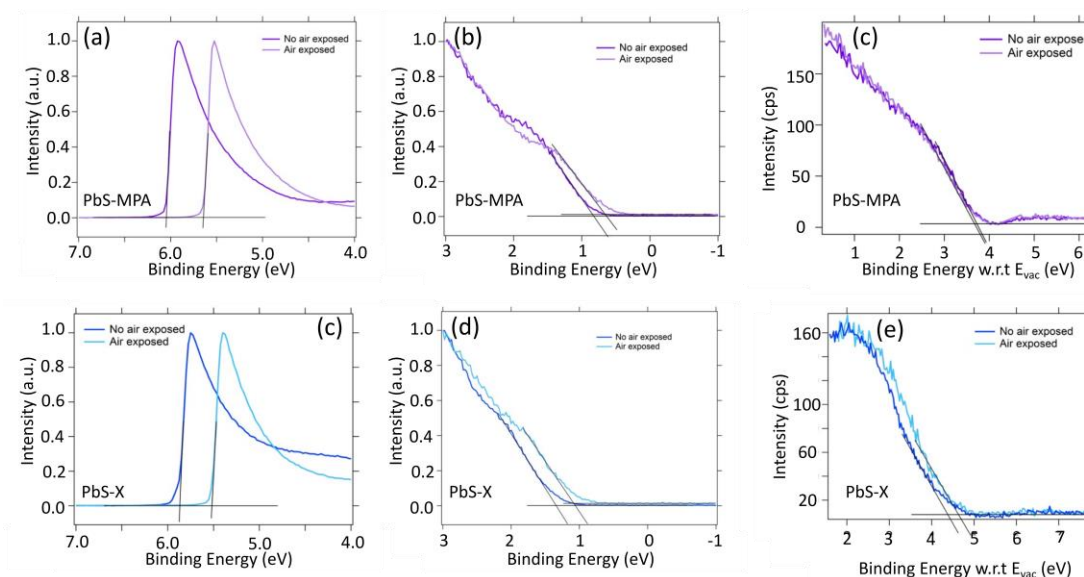 (a)
No air exposed
Air exposed
1.0
0.8
0.6
0.4
0.2
0.0
Intensity (a.u.)
PbS-MPA
7.0 6.0 5.0 4.0
Binding Energy (eV)
(b)
No air exposed
Air exposed
1.0
0.8
0.6
0.4
0.2
0.0
Intensity (a.u.)
PbS-MPA
3 2 1 0 -1
Binding Energy (eV)
(c)
No air exposed
Air exposed
150
100
50
0
Intensity (cps)
PbS-MPA
1 2 3 4 5 6
Binding Energy w.r.t Evac (eV)
No air exposed
Air exposed
(c)
1.0
0.8
0.6
0.4
0.2
0.0
Intensity (a.u.)
PbS-X
7.0 6.0 5.0 4.0
Binding Energy (eV)
(d)
No air exposed
Air exposed
1.0
0.8
0.6
0.4
0.2
0.0
Intensity (a.u.)
PbS-X
3 2 1 0 -1
Binding Energy (eV)
(e)
No air exposed
Air exposed
160
100
60
20
Intensity (cps)
PbS-X
2 3 4 5 6 7
Binding Energy w.r.t Evac (eV)